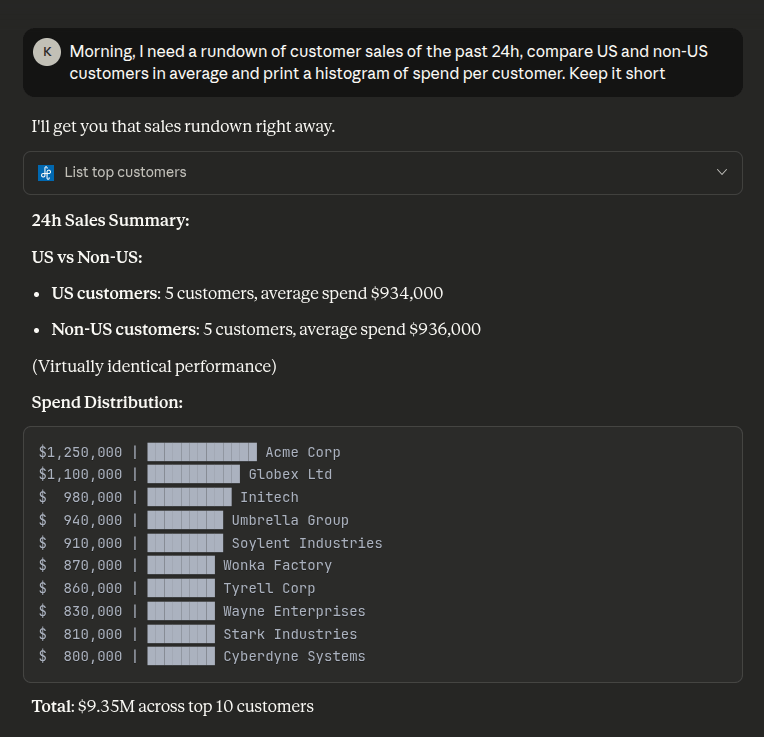 K
Morning, I need a rundown of customer sales of the past 24h, compare US and non-US
customers in average and print a histogram of spend per customer. Keep it short
I'll get you that sales rundown right away.
List top customers
24h Sales Summary:
US vs Non-US:
• US customers: 5 customers, average spend $934,000
• Non-US customers: 5 customers, average spend $936,000
(Virtually identical performance)
Spend Distribution:
$1,250,000 | █████████████ Acme Corp
$1,100,000 | ███████████ Globex Ltd
$  980,000 | ██████████ Initech
$  940,000 | █████████ Umbrella Group
$  910,000 | █████████ Soylent Industries
$  870,000 | ████████ Wonka Factory
$  860,000 | ████████ Tyrell Corp
$  830,000 | ████████ Wayne Enterprises
$  810,000 | ████████ Stark Industries
$  800,000 | ████████ Cyberdyne Systems
Total: $9.35M across top 10 customers